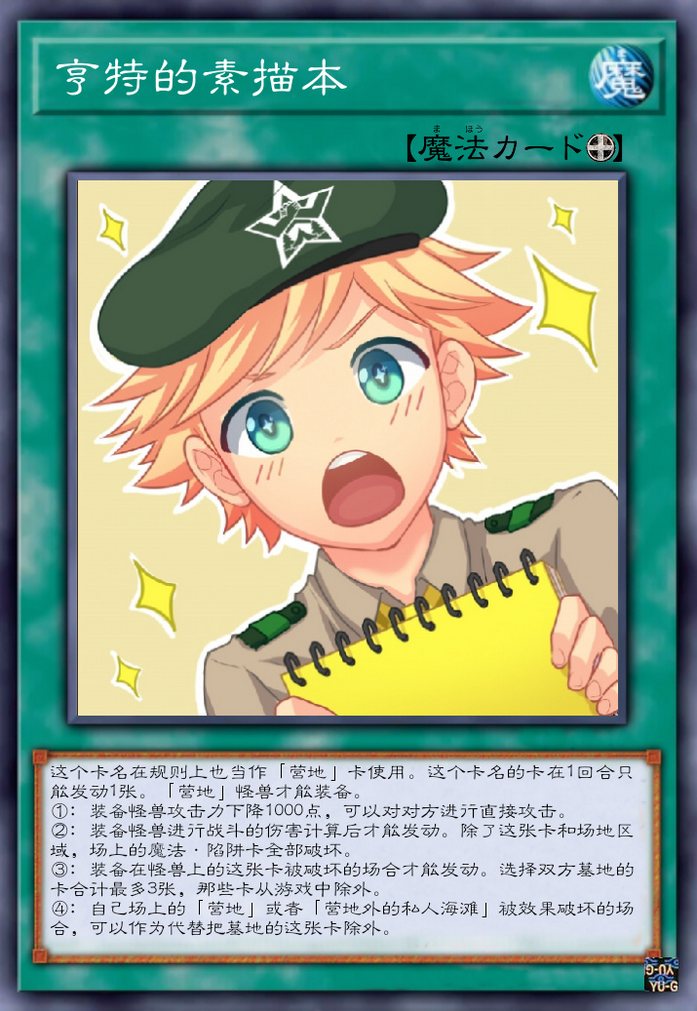 亨特的素描本
魔
【魔法カード】
まほう
这个卡名在规则上也当作「营地」卡使用。这个卡名的卡在1回合只
能发动1张。「营地」怪兽才能装备。
①：装备怪兽攻击力下降1000点，可以对对方进行直接攻击。
②：装备怪兽进行战斗的伤害计算后才能发动。除了这张卡和场地区
域，场上的魔法·陷阱卡全部破坏。
③：装备在怪兽上的这张卡被破坏的场合才能发动。选择双方墓地的
卡合计最多3张，那些卡从游戏中除外。
④：自己场上的「营地」或者「营地外的私人海滩」被效果破坏的场
合，可以作为代替把墓地的这张卡除外。
YU-G
YU-G